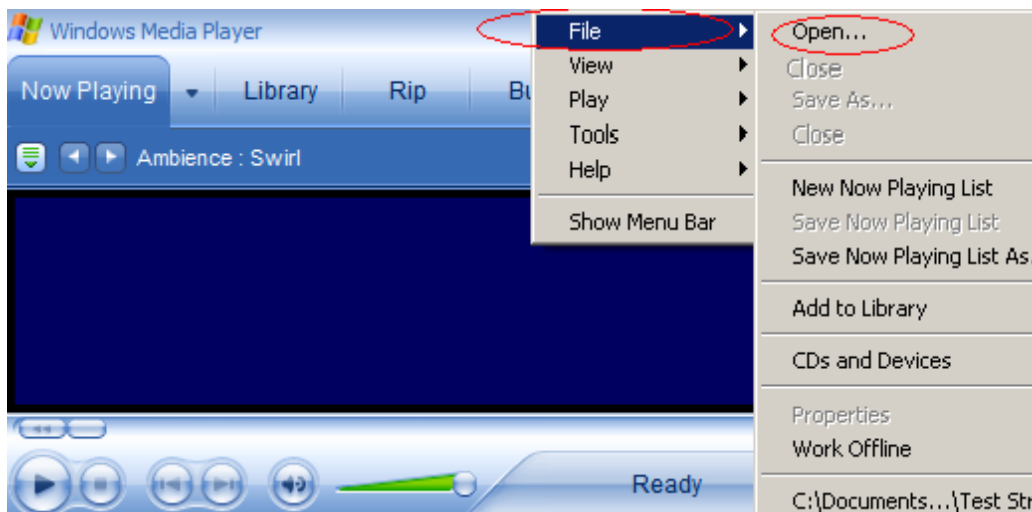 Windows Media Player
Now Playing
Library
Rip
Bu
Ambience : Swirl
File
View
Play
Tools
Help
Show Menu Bar
Open...
Close
Save As...
Close
New Now Playing List
Save Now Playing List
Save Now Playing List As
Add to Library
CDs and Devices
Properties
Work Offline
C:\Documents...\Test Str
Ready